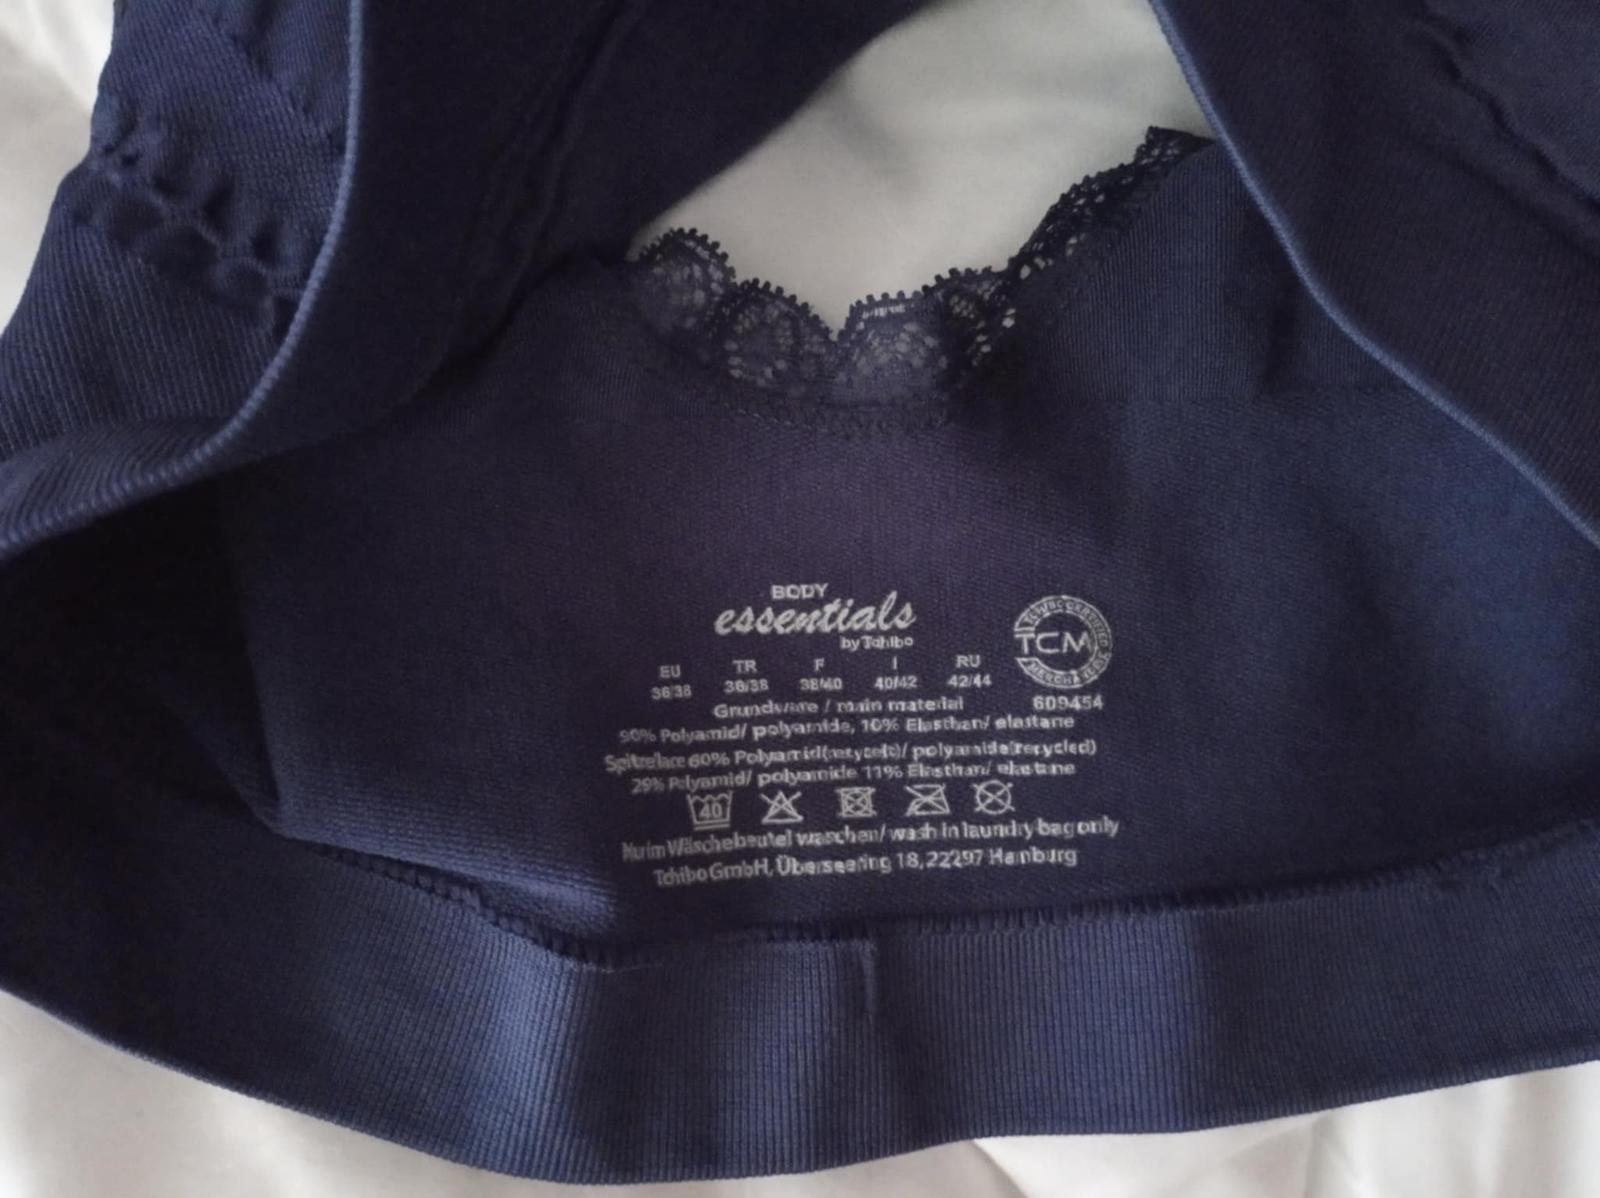 BODY
essentials
by Tchibo
EU TR F I RU
36/38 36/38 38/40 40/42 42/44
TCM
609454
Grundware / main material
90% Polyamid/ polyamide, 10% Elasthan/ elastane
Spitze/lace 60% Polyamid(recycelt)/ polyamide(recycled)
29% Polyamid/ polyamide 11% Elasthan/ elastane
40
Nur im Wäschebeutel waschen/ wash in laundry bag only
Tchibo GmbH, Überseering 18, 22297 Hamburg